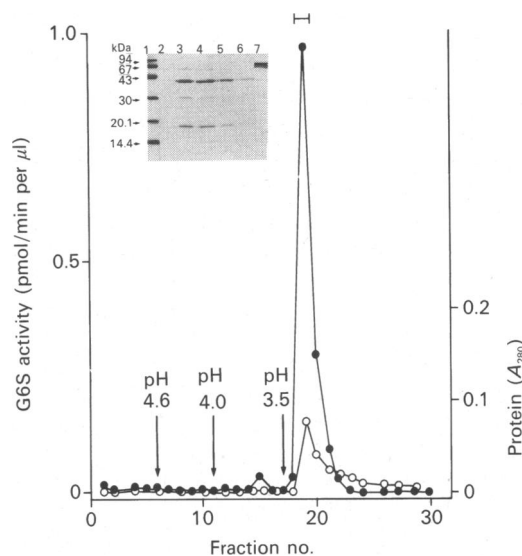 kDa 1 2 3 4 5 6 7
94
67
43
30
20.1
14.4
1.0
0.5
0
G6S activity (pmol/min per µl)
pH 4.6
pH 4.0
pH 3.5
0.2
0.1
0
Protein (A280)
0 10 20 30
Fraction no.